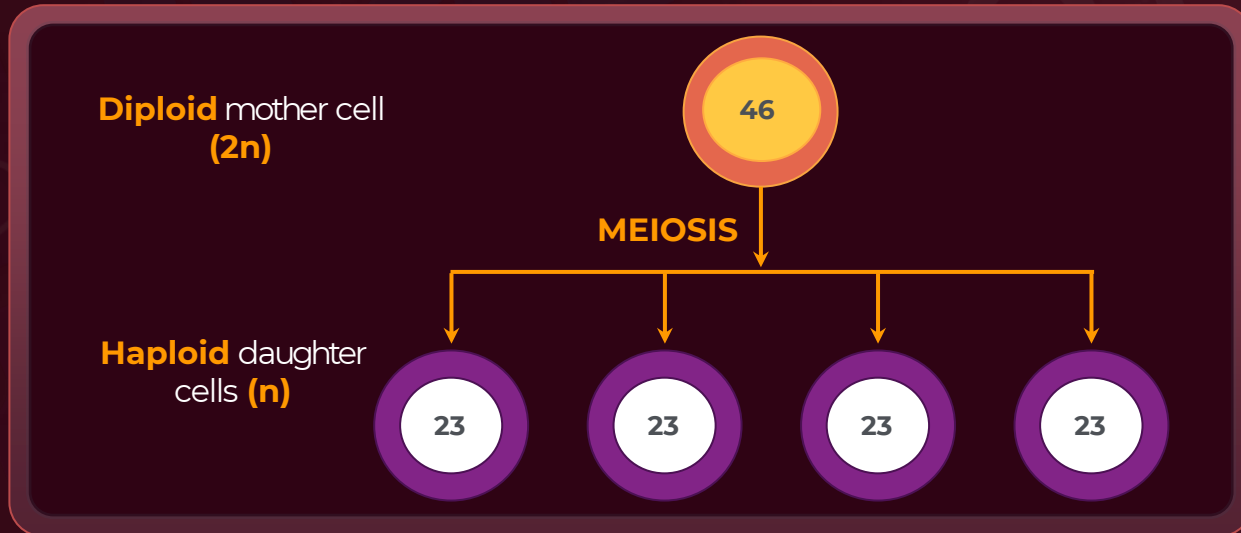 Diploid mother cell
(2n)
46
MEIOSIS
Haploid daughter
cells (n)
23
23
23
23